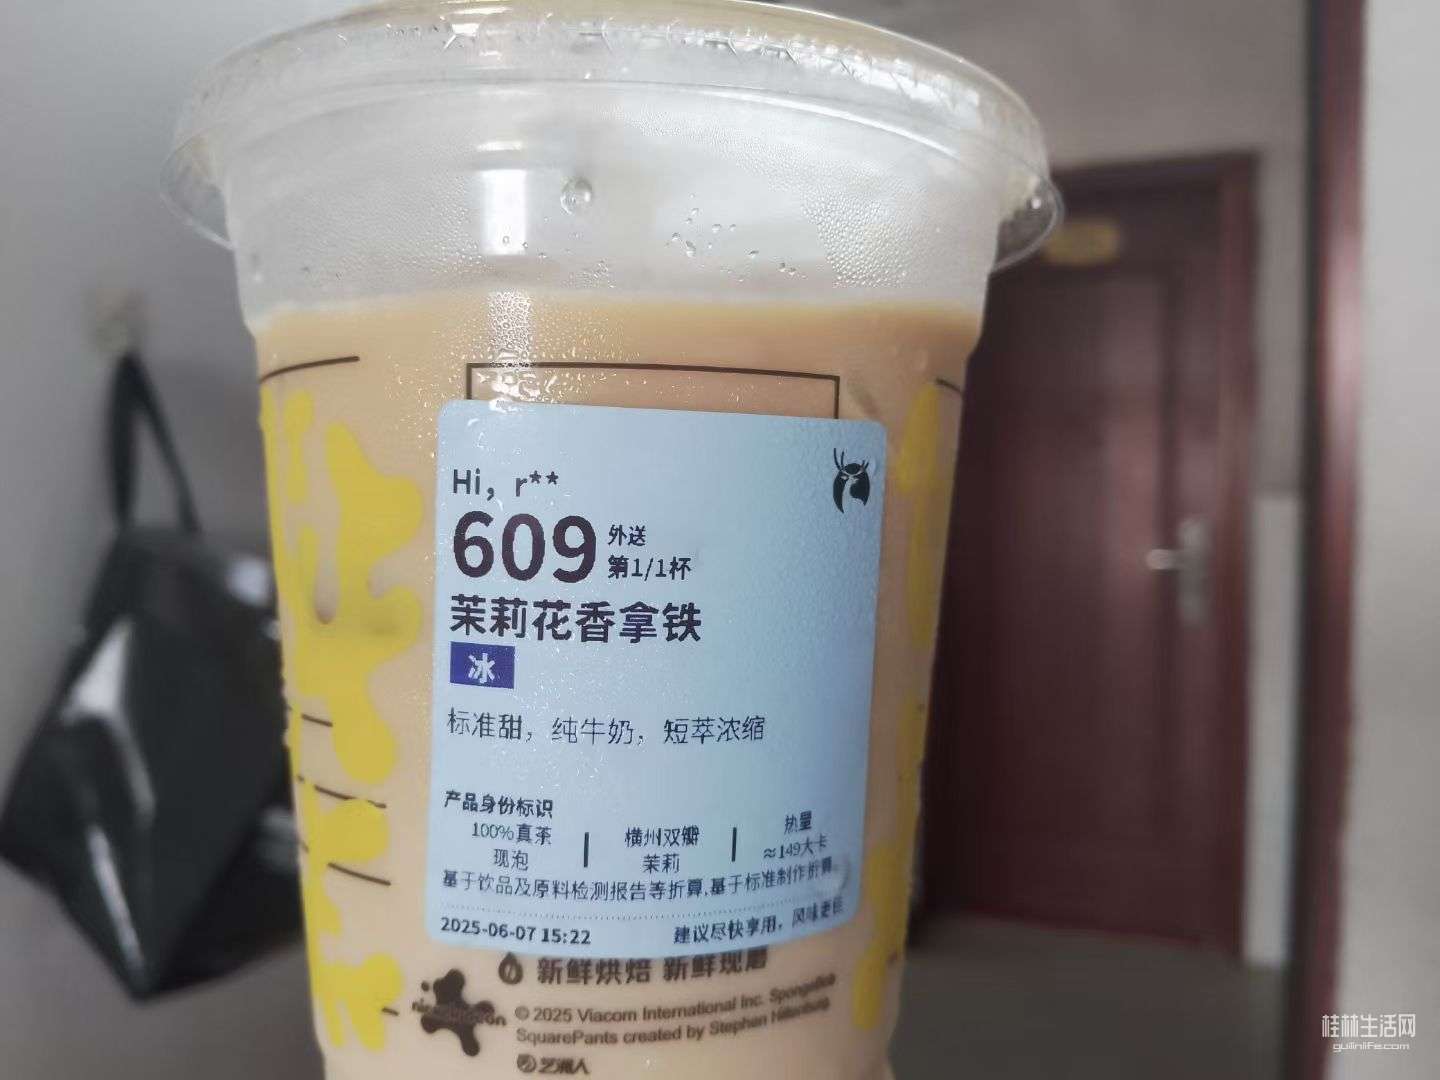 Hi，r**
609
外送
第1/1杯
茉莉花香拿铁
冰
标准甜，纯牛奶，短萃浓缩
产品身份标识
100%真茶
现泡
横州双瓣
茉莉
热量
≈149大卡
基于饮品及原料检测报告等折算,基于标准制作折算。
2025-06-07 15:22
建议尽快享用，风味更佳
新鲜烘焙 新鲜现磨
nickelodeon
© 2025 Viacom International Inc. SpongeBob
SquarePants created by Stephen Hillenburg
艺洲人
桂林生活网
guilinlife.com